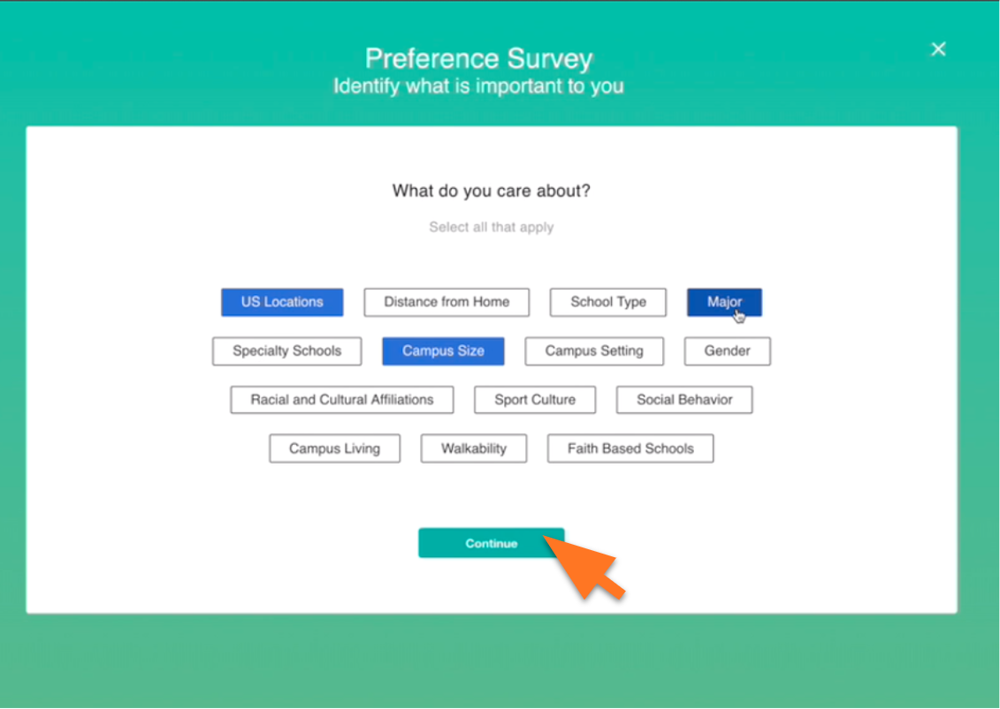 Preference Survey
Identify what is important to you
What do you care about?
Select all that apply
US Locations Distance from Home School Type Major
Specialty Schools Campus Size Campus Setting Gender
Racial and Cultural Affiliations Sport Culture Social Behavior
Campus Living Walkability Faith Based Schools
Continue